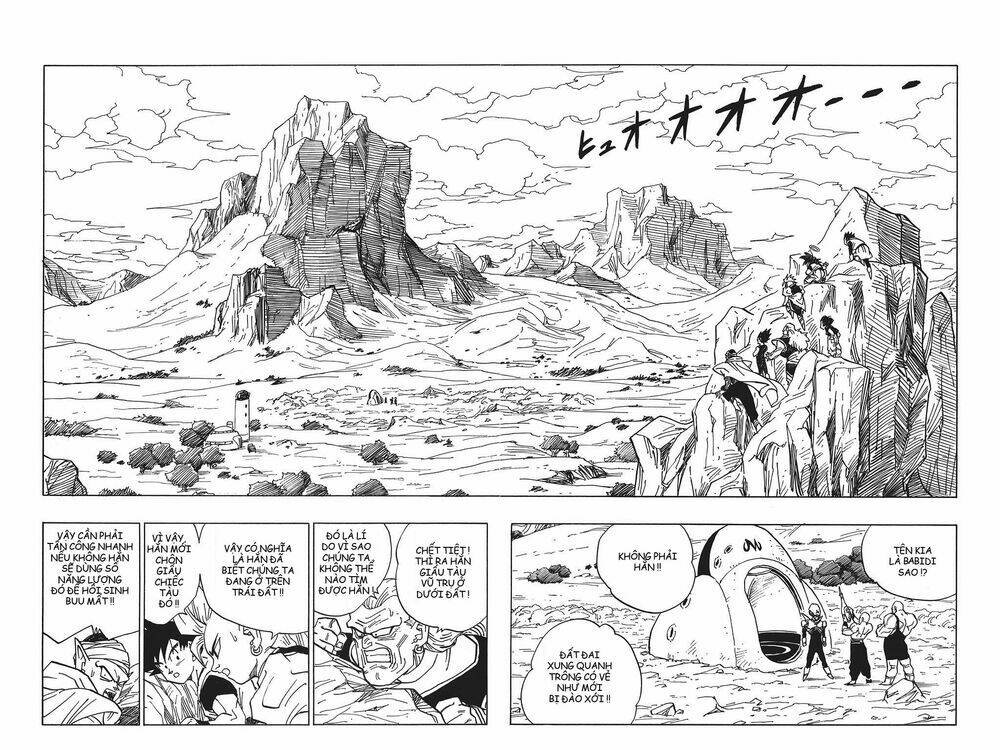 ヒュオオオオーーー
TÊN KIA
LÀ BABIDI
SAO !?
KHÔNG PHẢI
HẮN !!
ĐẤT ĐAI
XUNG QUANH
TRÔNG CÓ VẺ
NHƯ MỚI
BỊ ĐÀO XỚI !!
CHẾT TIỆT !
THÌ RA HẮN
GIẤU TÀU
VŨ TRỤ Ở
DƯỚI ĐẤT !
ĐÓ LÀ LÍ
DO VÌ SAO
CHÚNG TA
KHÔNG THỂ
NÀO TÌM
ĐƯỢC HẮN !!
VẬY CÓ NGHĨA
LÀ HẮN ĐÃ
BIẾT CHÚNG TA
ĐANG Ở TRÊN
TRÁI ĐẤT !!
VÌ VẬY
HẮN MỚI
CHỌN
GIẤU
CHIẾC
TÀU
ĐÓ !!
VẬY CẦN PHẢI
TẤN CÔNG NHANH
NẾU KHÔNG HẮN
SẼ DÙNG SỐ
NĂNG LƯỢNG
ĐÓ ĐỂ HỒI SINH
BUU MẤT !!